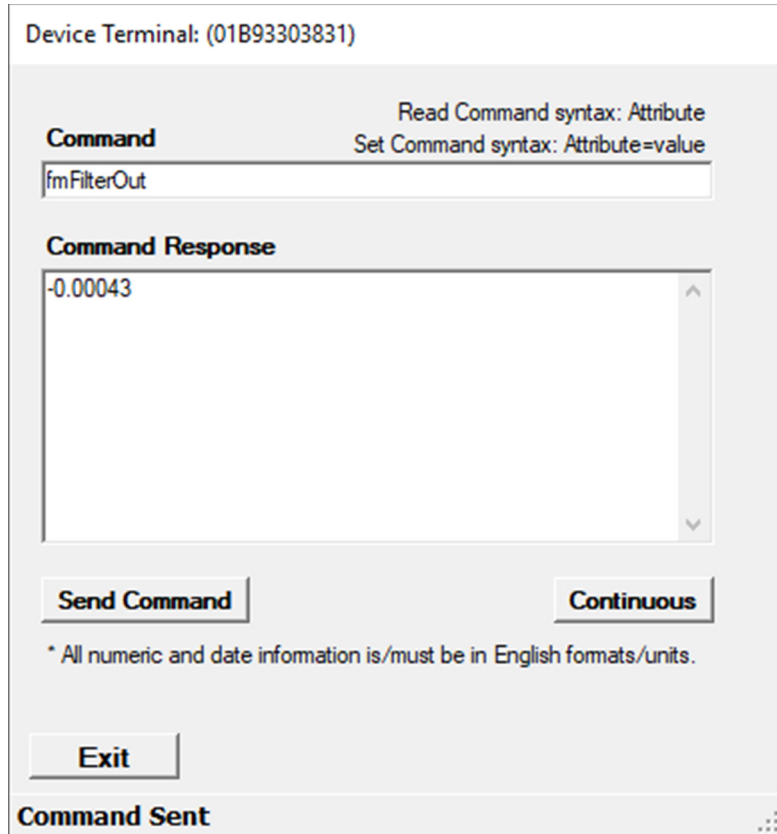 Device Terminal: (01B93303831)
Read Command syntax: Attribute
Command
Set Command syntax: Attribute=value
fmFilterOut
Command Response
-0.00043
Send Command
Continuous
* All numeric and date information is/must be in English formats/units.
Exit
Command Sent